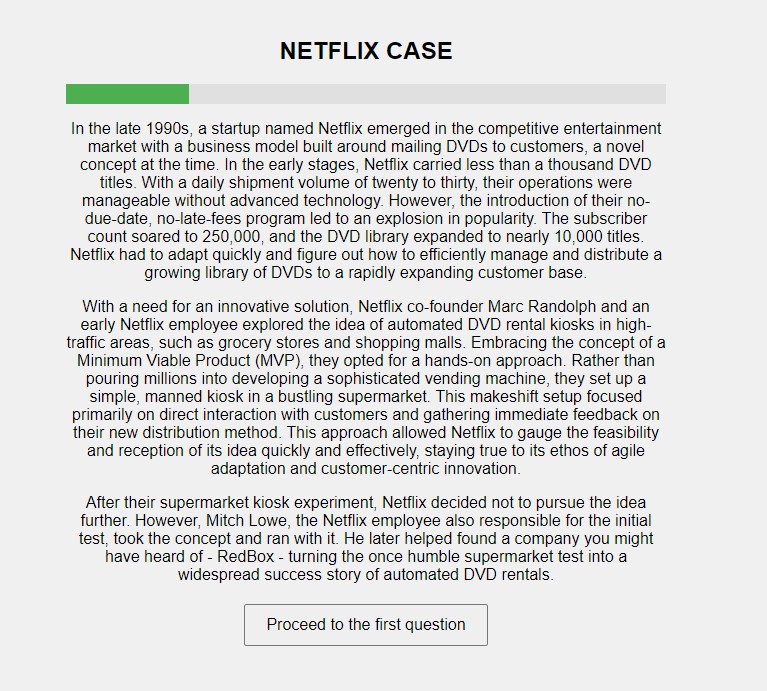 NETFLIX CASE
In the late 1990s, a startup named Netflix emerged in the competitive entertainment
market with a business model built around mailing DVDs to customers, a novel
concept at the time. In the early stages, Netflix carried less than a thousand DVD
titles. With a daily shipment volume of twenty to thirty, their operations were
manageable without advanced technology. However, the introduction of their no-
due-date, no-late-fees program led to an explosion in popularity. The subscriber
count soared to 250,000, and the DVD library expanded to nearly 10,000 titles.
Netflix had to adapt quickly and figure out how to efficiently manage and distribute a
growing library of DVDs to a rapidly expanding customer base.
With a need for an innovative solution, Netflix co-founder Marc Randolph and an
early Netflix employee explored the idea of automated DVD rental kiosks in high-
traffic areas, such as grocery stores and shopping malls. Embracing the concept of a
Minimum Viable Product (MVP), they opted for a hands-on approach. Rather than
pouring millions into developing a sophisticated vending machine, they set up a
simple, manned kiosk in a bustling supermarket. This makeshift setup focused
primarily on direct interaction with customers and gathering immediate feedback on
their new distribution method. This approach allowed Netflix to gauge the feasibility
and reception of its idea quickly and effectively, staying true to its ethos of agile
adaptation and customer-centric innovation.
After their supermarket kiosk experiment, Netflix decided not to pursue the idea
further. However, Mitch Lowe, the Netflix employee also responsible for the initial
test, took the concept and ran with it. He later helped found a company you might
have heard of - RedBox - turning the once humble supermarket test into a
widespread success story of automated DVD rentals.
Proceed to the first question